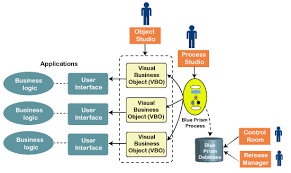 Object
Studio
Process
Studio
Applications
Business
logic
User
Interface
Visual
Business
Object (VBO)
Business
logic
User
Interface
Visual
Business
Object (VBO)
Business
logic
User
Interface
Visual
Business
Object (VBO)
Blue Prism
Process
Blue Prism
Database
Control
Room
Release
Manager